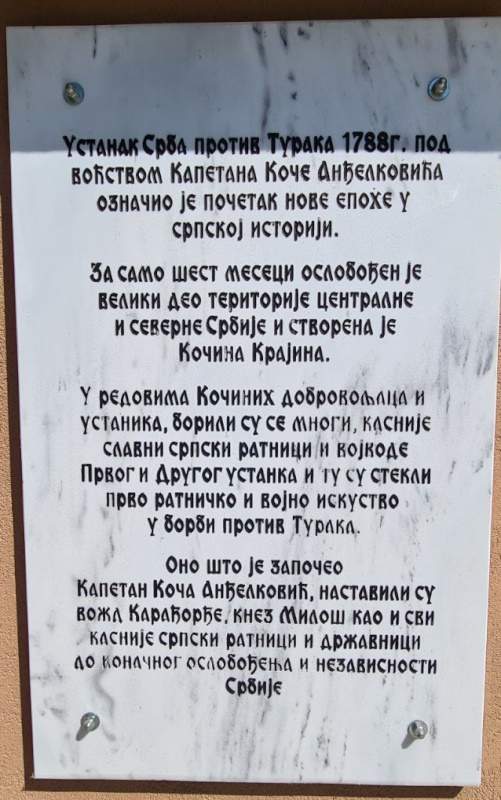 Устанак Срба против Турака 1788г. под
воћством Капетана Коче Анђелковића
означио је почетак нове епохе у
српској историји.
За само шест месеци ослобођен је
велики део територије централне
и северне Србије и створена је
Кочина Крајина.
У редовима Кочиних добровољаца и
устаника, борили су се многи, касније
славни српски ратници и војкоде
Првог и Другог устанка и ту су стекли
прво ратничко и војно искуство
у борби против Турака.
Оно што је започео
Капетан Коча Анђелковић, наставили су
вожд Карађорђе, кнез Милош као и сви
касније српски ратници и државници
до коначног ослобођења и независности
Србије